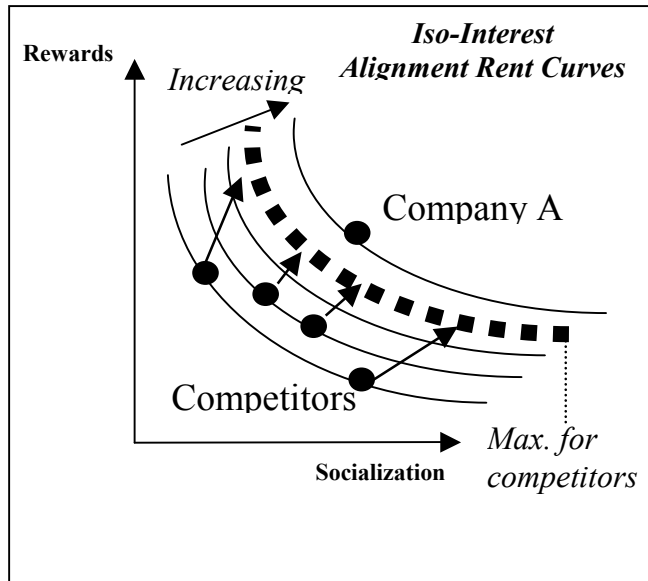 Iso-Interest
Alignment Rent Curves
Rewards
Increasing
Company A
Competitors
Socialization
Max. for
competitors